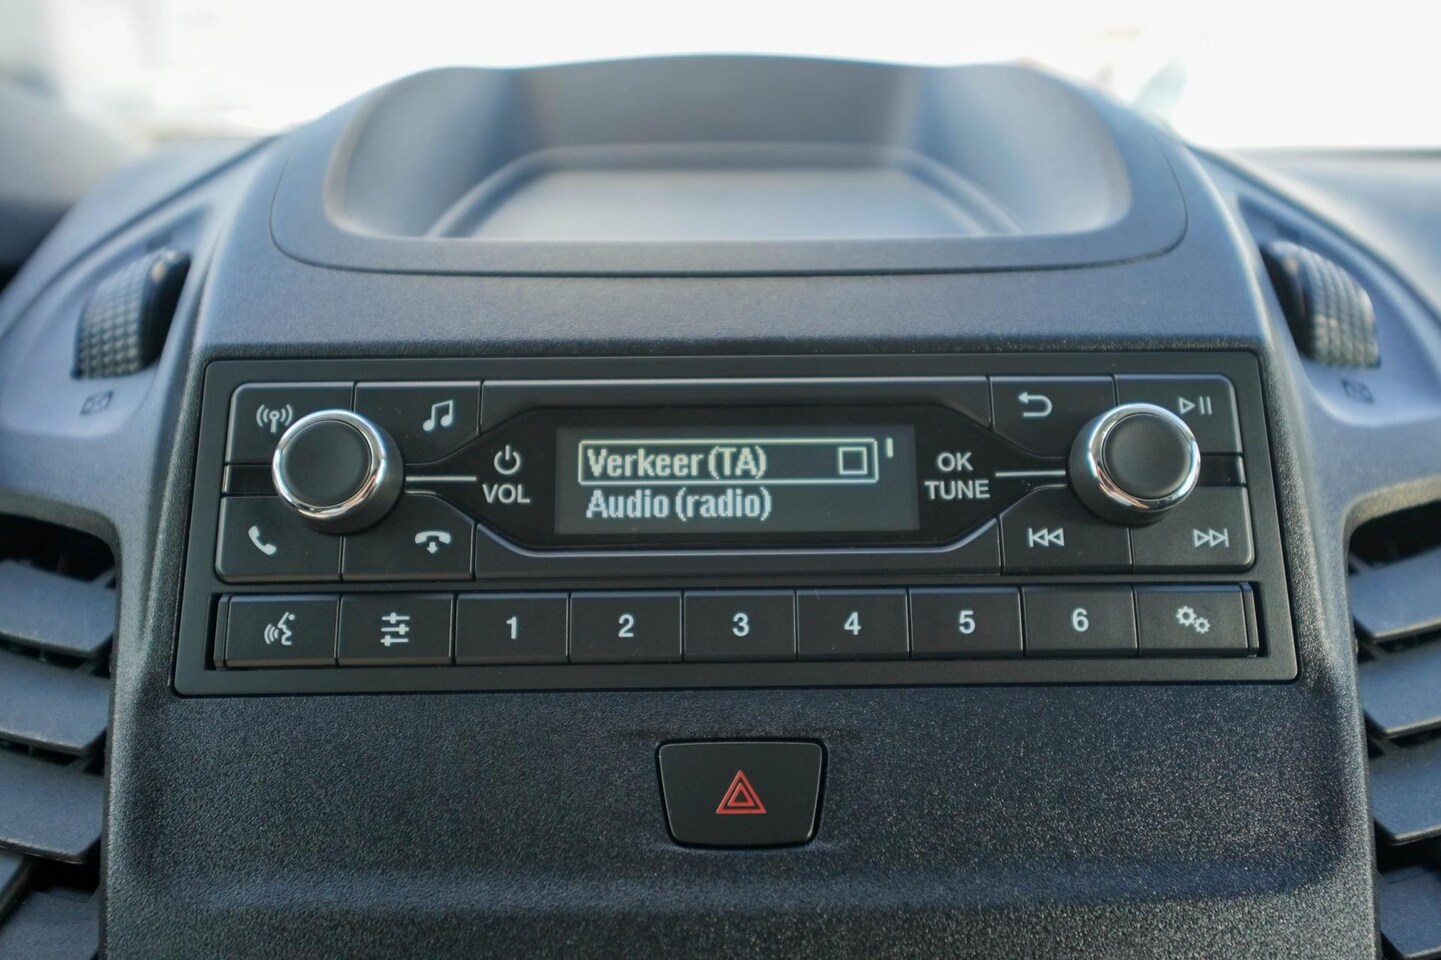 Verkeer (TA)
Audio (radio)
VOL
OK
TUNE
1 2 3 4 5 6